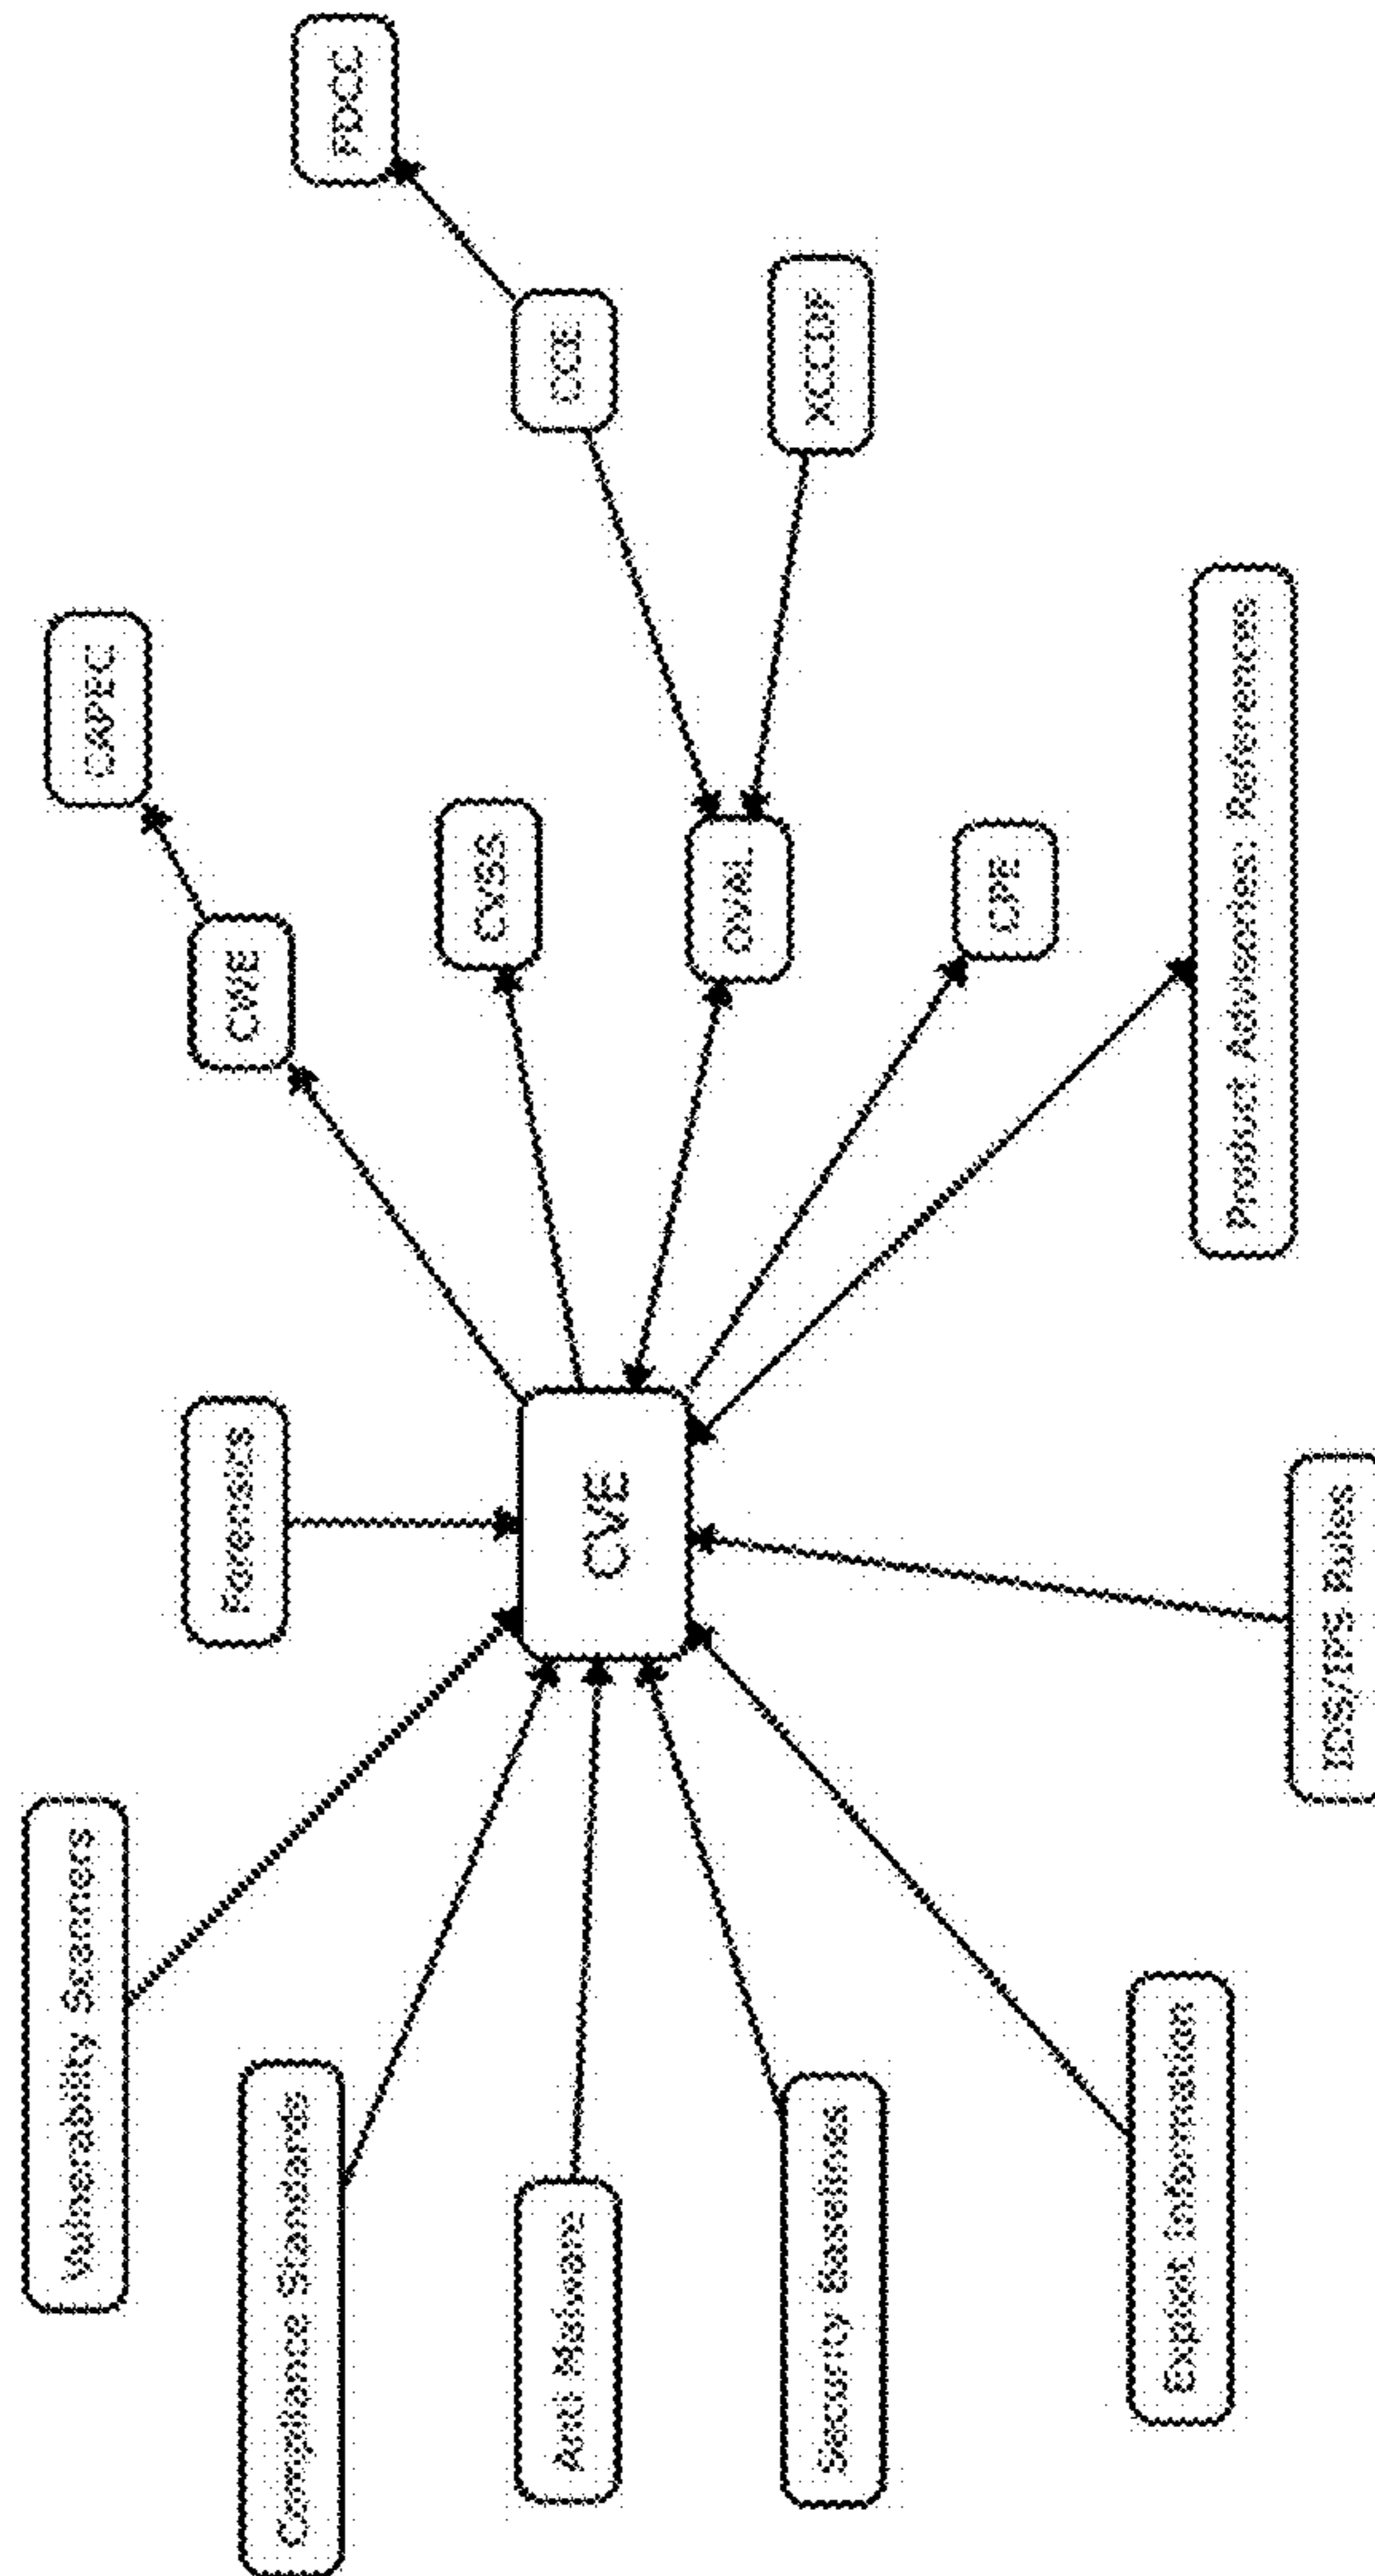 Vulnerability Scanners
Forensics
CWE
CAPEC
FDCC
Compliance Standards
CVSS
CCE
Anti Malware
CVE
OVAL
XCCDF
Security Baselines
CPE
Exploit Information
Product Advisories: References
IDS/IPS Rules